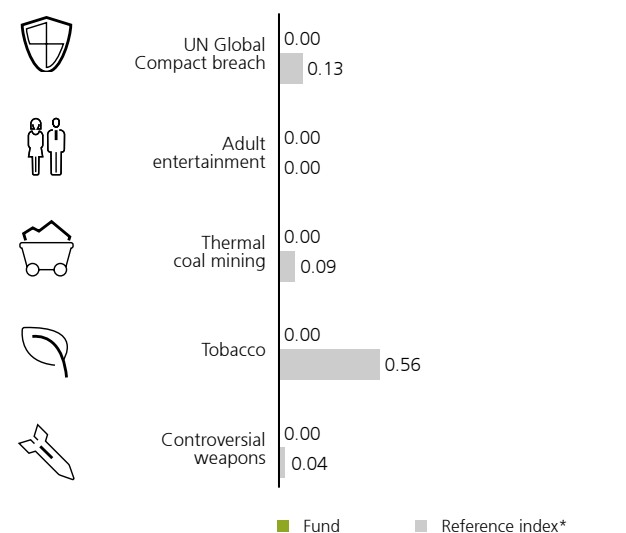 UN Global
Compact breach
0.00
0.13
Adult
entertainment
0.00
0.00
Thermal
coal mining
0.00
0.09
Tobacco
0.00
0.56
Controversial
weapons
0.00
0.04
Fund
Reference index*